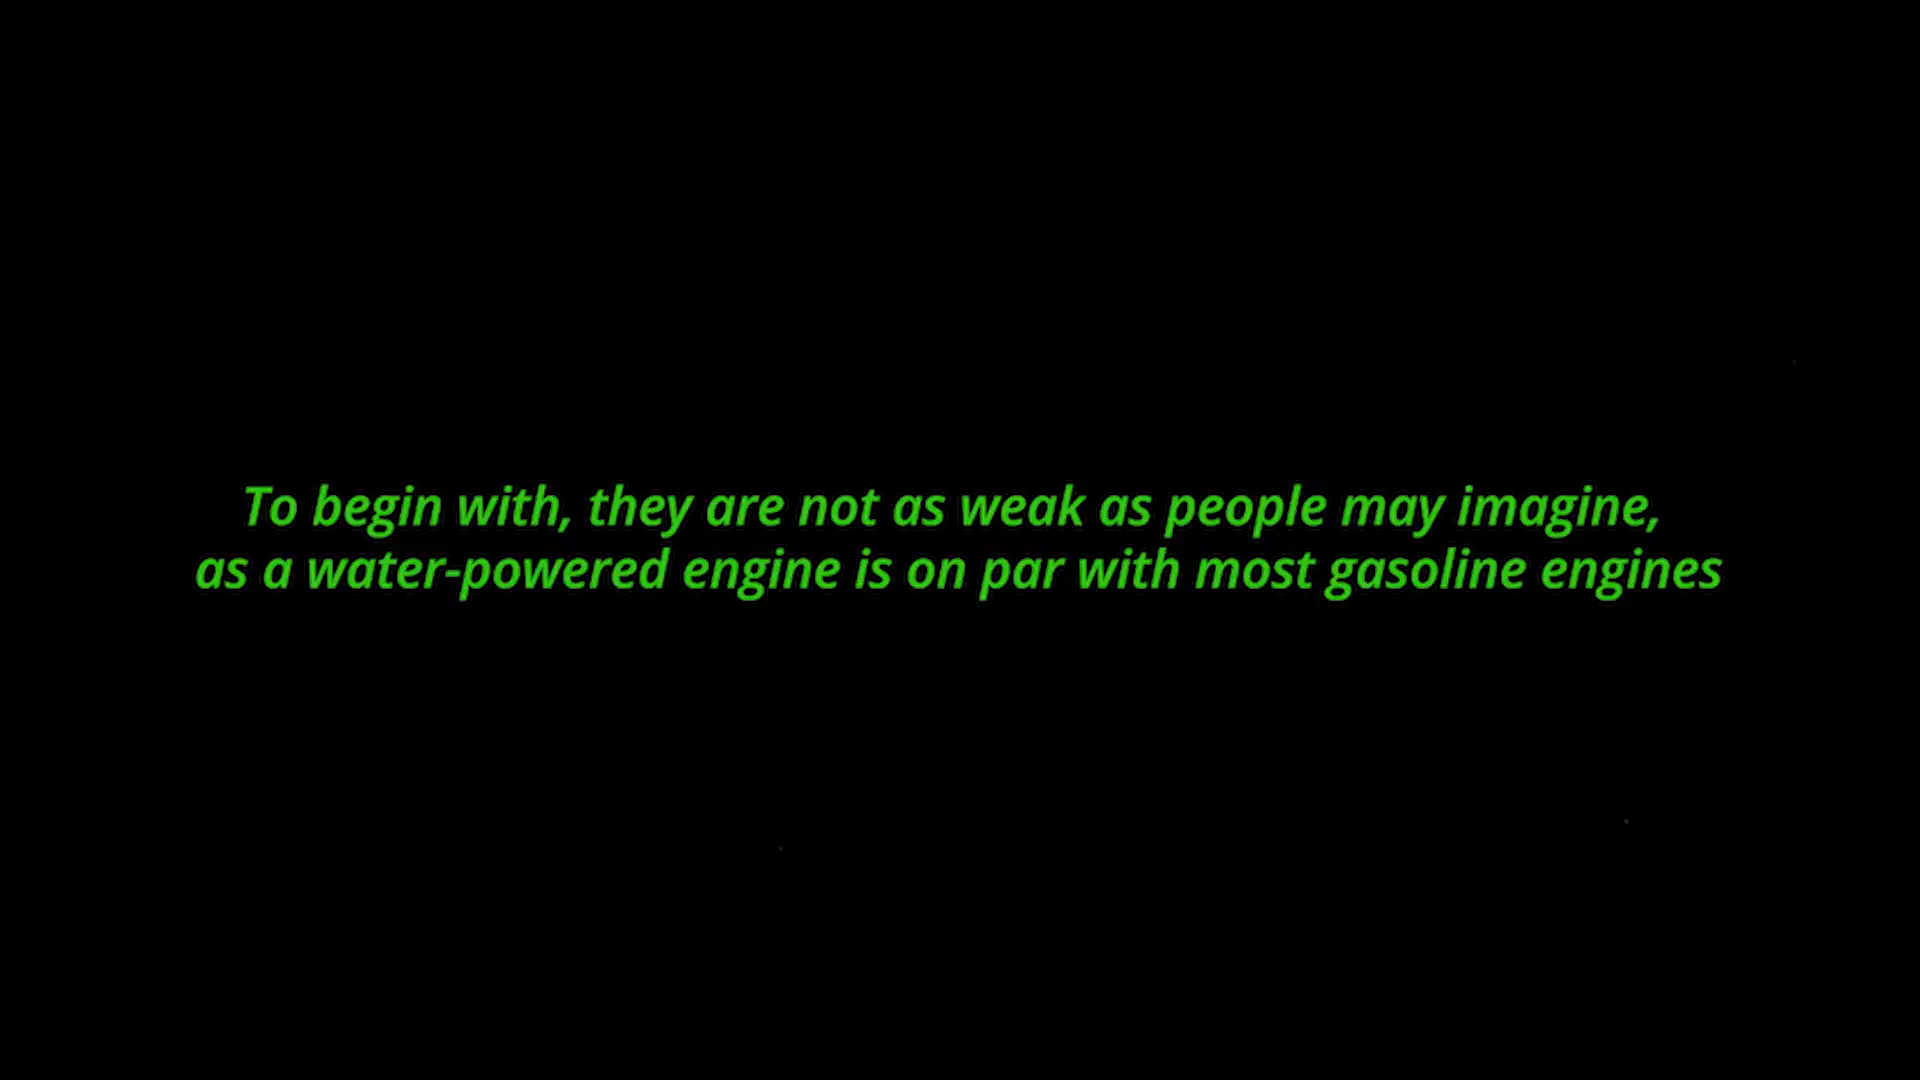 To begin with, they are not as weak as people may imagine,
as a water-powered engine is on par with most gasoline engines